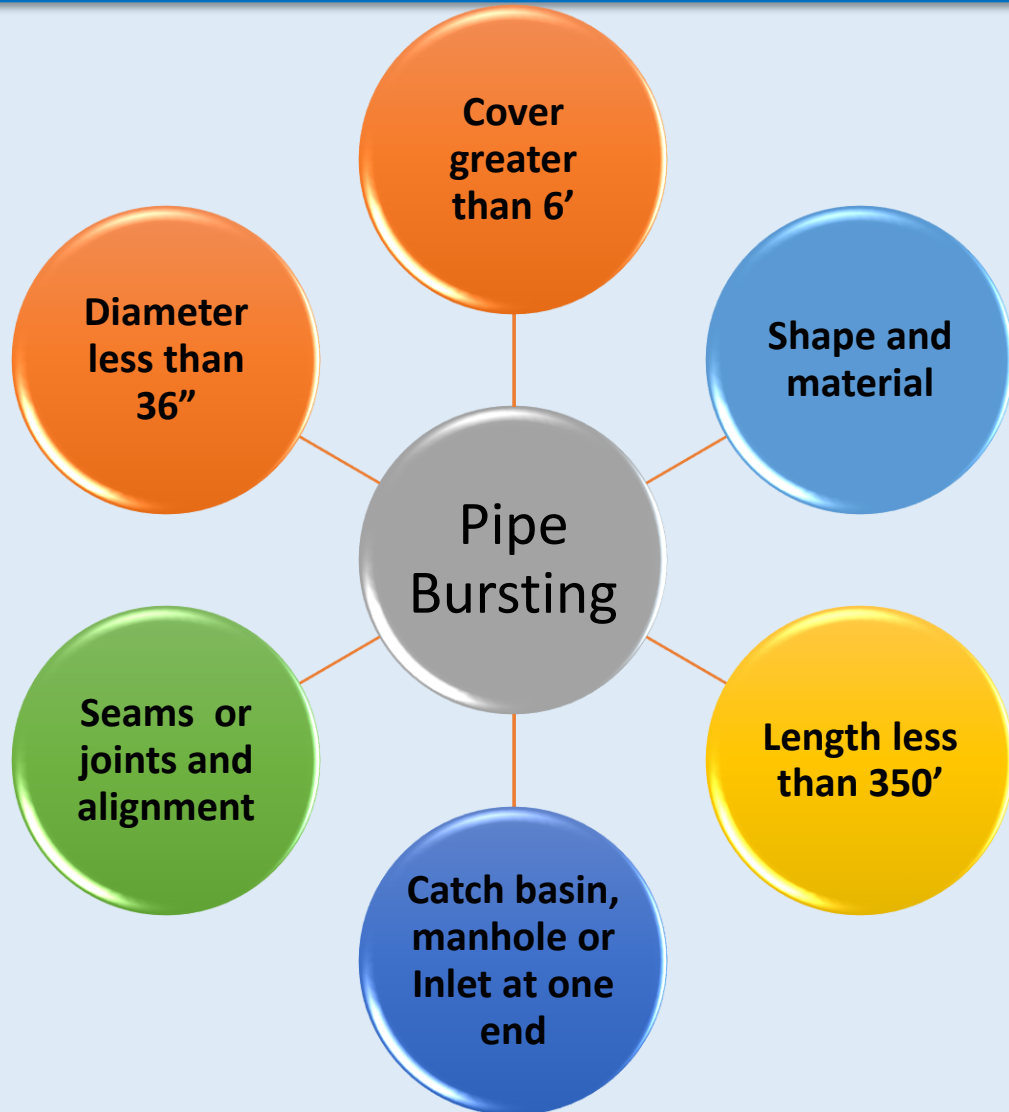 Cover
greater
than 6’
Diameter
less than
36”
Shape and
material
Pipe
Bursting
Seams or
joints and
alignment
Length less
than 350’
Catch basin,
manhole or
Inlet at one
end